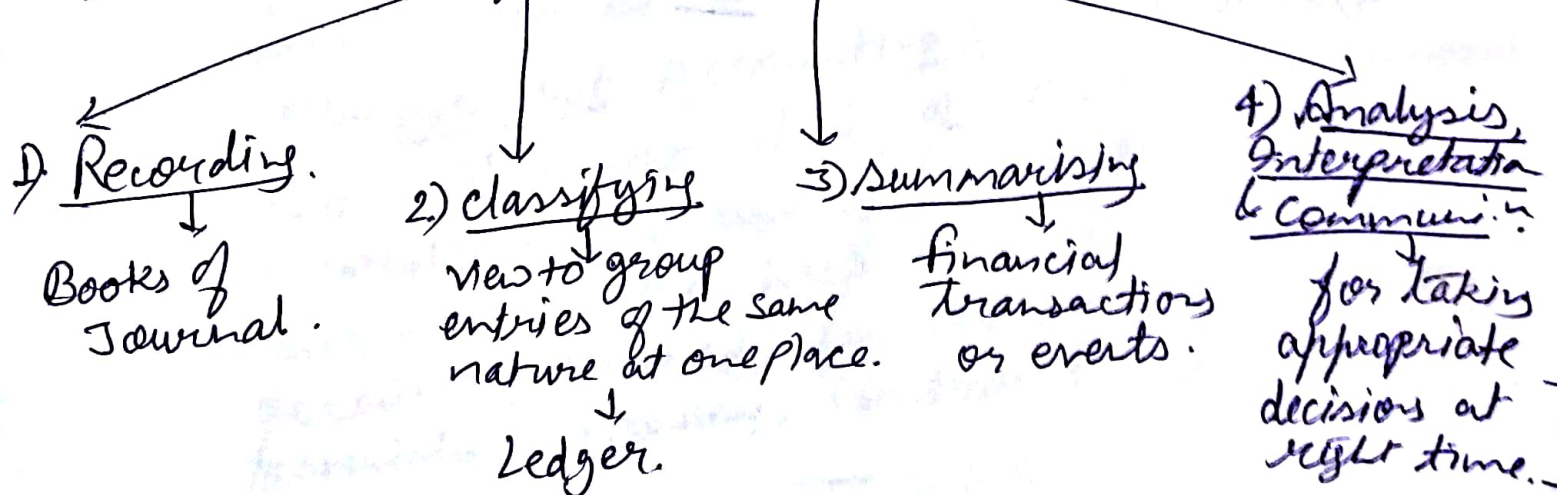 1) Recording.
Books of
Journal.
2) classifying
view to group
entries of the same
nature at one place.
Ledger.
3) summarising
financial
transactions
or events.
4) Analysis,
Interpretation
& Communi..n
for taking
appropriate
decisions at
right time.